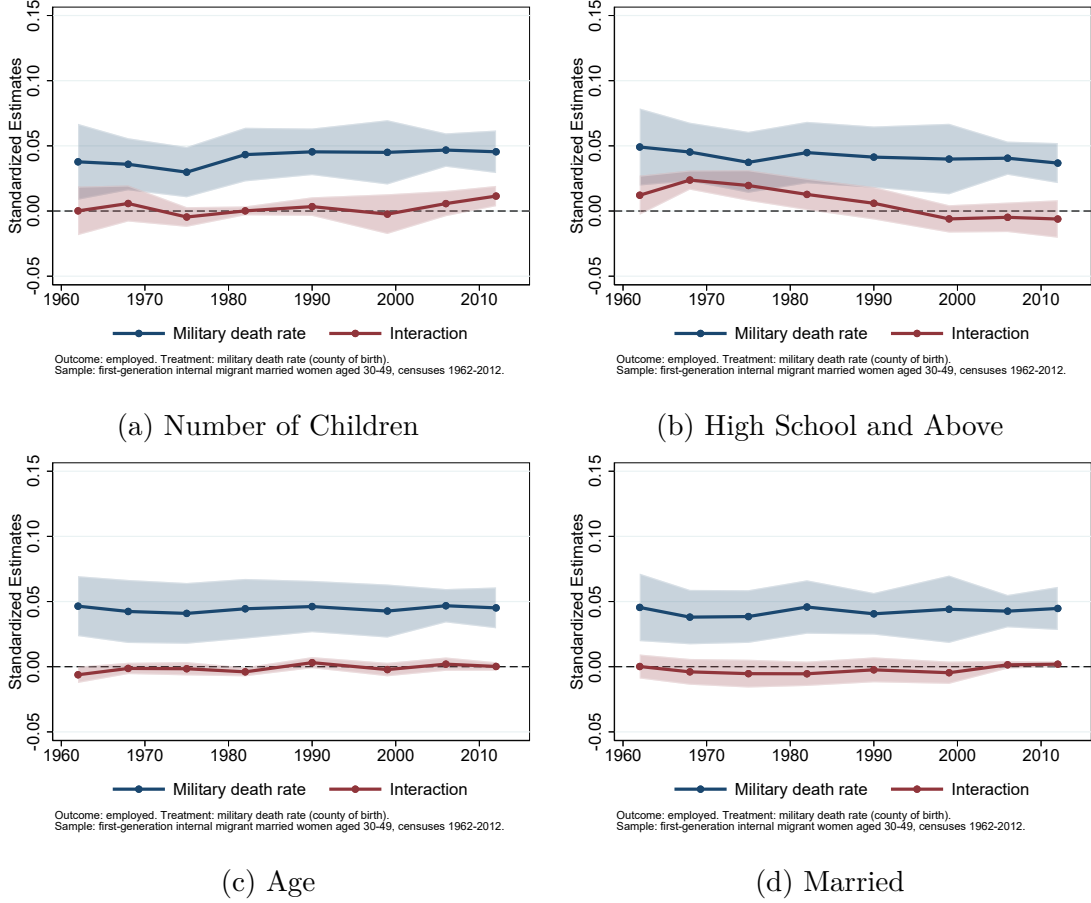 Standardized Estimates
0.15
0.10
0.05
0.00
-0.05
1960 1970 1980 1990 2000 2010
Military death rate Interaction
Outcome: employed. Treatment: military death rate (county of birth).
Sample: first-generation internal migrant married women aged 30-49, censuses 1962-2012.
(a) Number of Children
Standardized Estimates
0.15
0.10
0.05
0.00
-0.05
1960 1970 1980 1990 2000 2010
Military death rate Interaction
Outcome: employed. Treatment: military death rate (county of birth).
Sample: first-generation internal migrant married women aged 30-49, censuses 1962-2012.
(b) High School and Above
Standardized Estimates
0.15
0.10
0.05
0.00
-0.05
1960 1970 1980 1990 2000 2010
Military death rate Interaction
Outcome: employed. Treatment: military death rate (county of birth).
Sample: first-generation internal migrant married women aged 30-49, censuses 1962-2012.
(c) Age
Standardized Estimates
0.15
0.10
0.05
0.00
-0.05
1960 1970 1980 1990 2000 2010
Military death rate Interaction
Outcome: employed. Treatment: military death rate (county of birth).
Sample: first-generation internal migrant women aged 30-49, censuses 1962-2012.
(d) Married